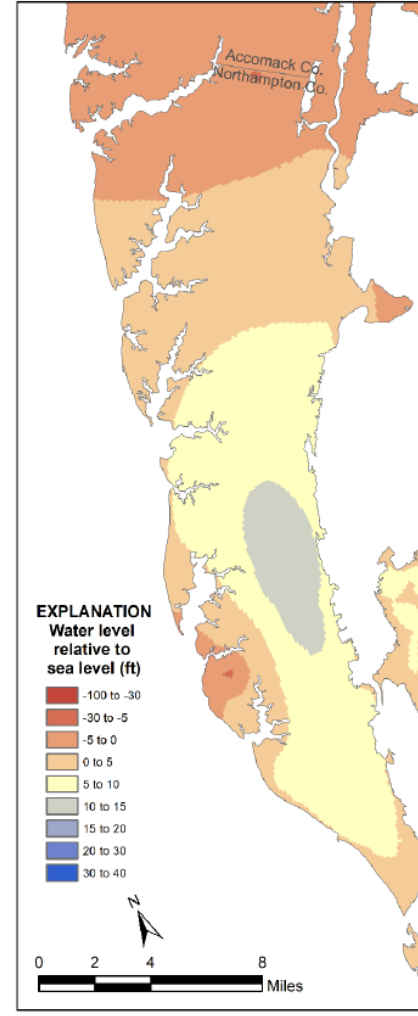 Accomack Co.
Northampton Co.
EXPLANATION
Water level
relative to
sea level (ft)
-100 to -30
-30 to -5
-5 to 0
0 to 5
5 to 10
10 to 15
15 to 20
20 to 30
30 to 40
N
0 2 4 8
Miles